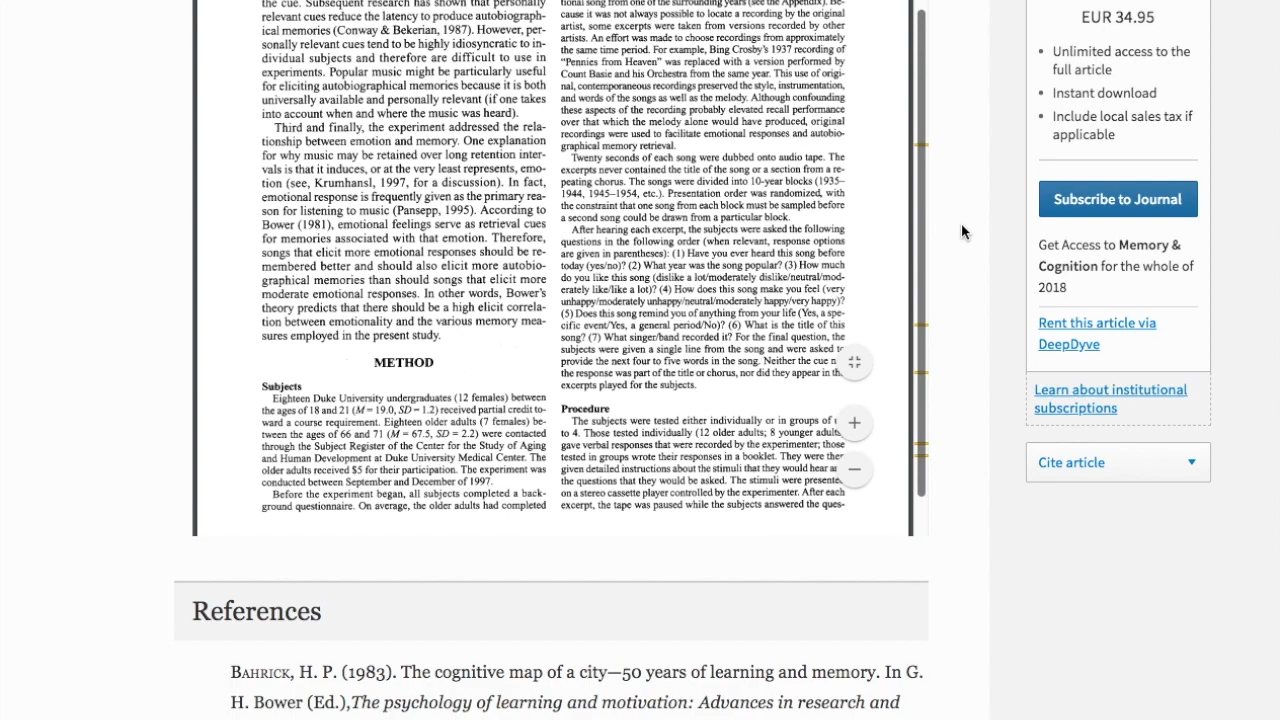 the cue. Subsequent research has shown that personally
relevant cues reduce the latency to produce autobiograph-
ical memories (Conway & Bekerian, 1987). However, per-
sonally relevant cues tend to be highly idiosyncratic to in-
dividual subjects and therefore are difficult to use in
experiments. Popular music might be particularly useful
for eliciting autobiographical memories because it is both
universally available and personally relevant (if one takes
into account when and where the music was heard).
Third and finally, the experiment addressed the rela-
tionship between emotion and memory. One explanation
for why music may be retained over long retention inter-
vals is that it induces, or at the very least represents, emo-
tion (see, Krumhansl, 1997, for a discussion). In fact,
emotional response is frequently given as the primary rea-
son for listening to music (Pansepp, 1995). According to
Bower (1981), emotional feelings serve as retrieval cues
for memories associated with that emotion. Therefore,
songs that elicit more emotional responses should be re-
membered better and should also elicit more autobio-
graphical memories than should songs that elicit more
moderate emotional responses. In other words, Bower's
theory predicts that there should be a high elicit correla-
tion between emotionality and the various memory mea-
sures employed in the present study.
METHOD
Subjects
Eighteen Duke University undergraduates (12 females) between
the ages of 18 and 21 (M = 19.0, SD = 1.2) received partial credit to-
ward a course requirement. Eighteen older adults (7 females) be-
tween the ages of 66 and 71 (M = 67.5, SD = 2.2) were contacted
through the Subject Register of the Center for the Study of Aging
and Human Development at Duke University Medical Center. The
older adults received $5 for their participation. The experiment was
conducted between September and December of 1997.
Before the experiment began, all subjects completed a back-
ground questionnaire. On average, the older adults had completed
tional song from one of the surrounding years (see the Appendix). Be-
cause it was not always possible to locate a recording by the original
artist, some excerpts were taken from versions recorded by other
artists. An effort was made to choose recordings from approximately
the same time period. For example, Bing Crosby's 1937 recording of
"Pennies from Heaven" was replaced with a version performed by
Count Basie and his Orchestra from the same year. This use of origi-
nal, contemporaneous recordings preserved the style, instrumentation,
and words of the songs as well as the melody. Although confounding
these aspects of the recording probably elevated recall performance
over that which the melody alone would have produced, original
recordings were used to facilitate emotional responses and autobio-
graphical memory retrieval.
Twenty seconds of each song were dubbed onto audio tape. The
excerpts never contained the title of the song or a section from a re-
peating chorus. The songs were divided into 10-year blocks (1935–
1944, 1945–1954, etc.). Presentation order was randomized, with
the constraint that one song from each block must be sampled before
a second song could be drawn from a particular block.
After hearing each excerpt, the subjects were asked the following
questions in the following order (when relevant, response options
are given in parentheses): (1) Have you ever heard this song before
today (yes/no)? (2) What year was the song popular? (3) How much
do you like this song (dislike a lot/moderately dislike/neutral/mod-
erately like/like a lot)? (4) How does this song make you feel (very
unhappy/moderately unhappy/neutral/moderately happy/very happy)?
(5) Does this song remind you of anything from your life (Yes, a spe-
cific event/Yes, a general period/No)? (6) What is the title of this
song? (7) What singer/band recorded it? For the final question, the
subjects were given a single line from the song and were asked
provide the next four to five words in the song. Neither the cue
the response was part of the title or chorus, nor did they appear in
excerpts played for the subjects.
Procedure
The subjects were tested either individually or in groups of
to 4. Those tested individually (12 older adults; 8 younger adults
gave verbal responses that were recorded by the experimenter; those
tested in groups wrote their responses in a booklet. They were
given detailed instructions about the stimuli that they would hear
the questions that they would be asked. The stimuli were
on a stereo cassette player controlled by the experimenter. After each
excerpt, the tape was paused while the subjects answered the ques-
EUR 34.95
• Unlimited access to the
full article
• Instant download
• Include local sales tax if
applicable
Subscribe to Journal
Get Access to Memory &
Cognition for the whole of
2018
Rent this article via
DeepDyve
Learn about institutional
subscriptions
Cite article
References
BAHRICK, H. P. (1983). The cognitive map of a city—50 years of learning and memory. In G.
H. Bower (Ed.),The psychology of learning and motivation: Advances in research and